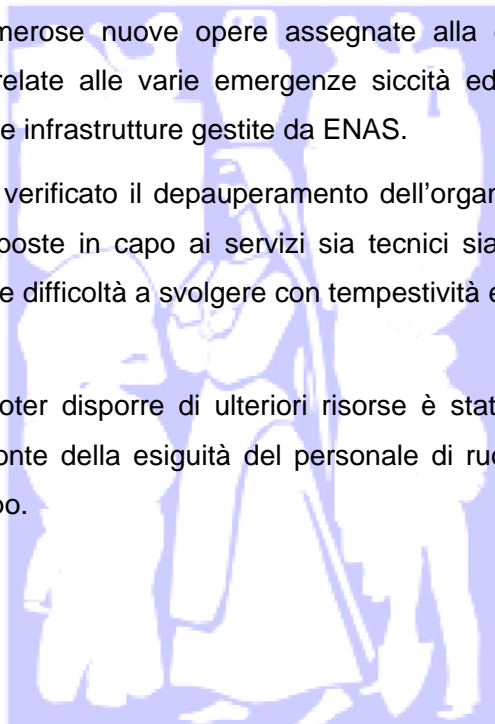 merose nuove opere assegnate alla
relate alle varie emergenze siccità ed
e infrastrutture gestite da ENAS.
verificato il depauperamento dell’organ
poste in capo ai servizi sia tecnici sia
e difficoltà a svolgere con tempestività e
oter disporre di ulteriori risorse è stat
onte della esiguità del personale di ruo
po.